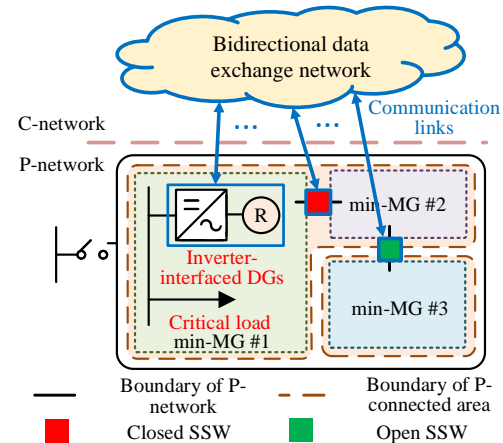 Bidirectional data
exchange network
... ...
Communication
links
C-network
P-network
R
min-MG #2
Inverter-
interfaced DGs
Critical load
min-MG #1
min-MG #3
Boundary of P-
network
Boundary of P-
connected area
Closed SSW
Open SSW